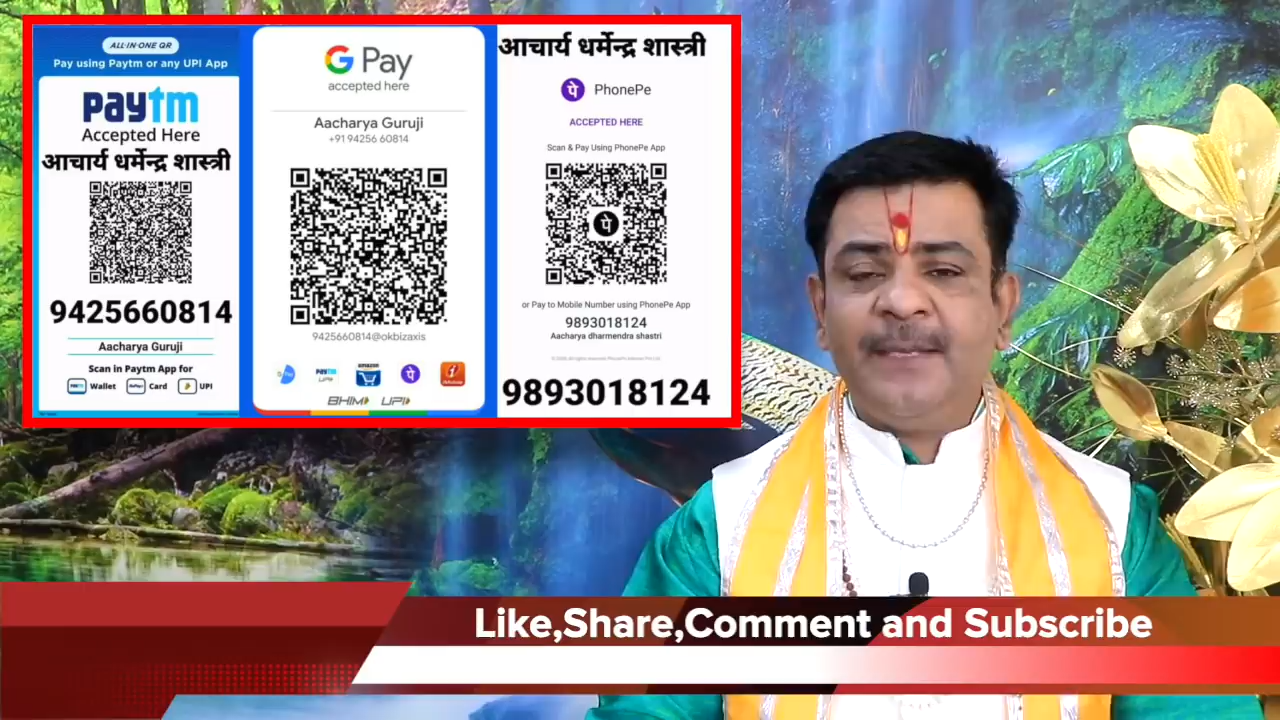 ALL-IN-ONE QR
Pay using Paytm or any UPI App
paytm
Accepted Here
आचार्य धर्मेन्द्र शास्त्री
9425660814
Aacharya Guruji
Scan in Paytm App for
Wallet
Card
UPI
G Pay
accepted here
Aacharya Guruji
+91 94256 60814
9425660814@okbizaxis
paytm
UPI
amazon
पे
BHIM UPI
आचार्य धर्मेन्द्र शास्त्री
पे PhonePe
ACCEPTED HERE
Scan & Pay Using PhonePe App
पे
or Pay to Mobile Number using PhonePe App
9893018124
Aacharya dharmendra shastri
9893018124
Like,Share,Comment and Subscribe